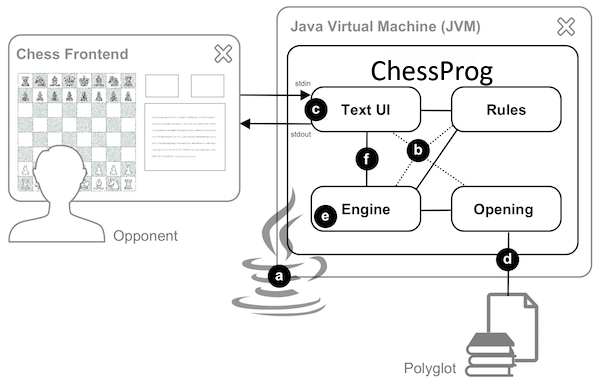 Java Virtual Machine (JVM)
Chess Frontend
ChessProg
stdin
c
Text UI
Rules
stdout
f
b
e
Engine
Opening
Opponent
a
d
Polyglot